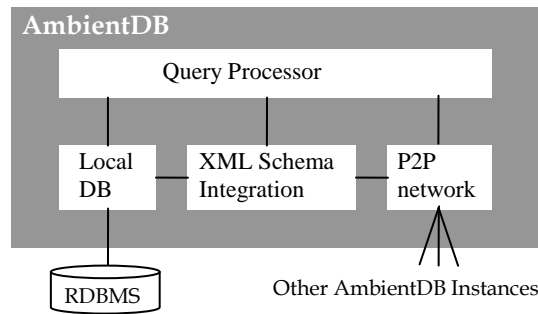 AmbientDB
Query Processor
Local
DB
XML Schema
Integration
P2P
network
RDBMS
Other AmbientDB Instances